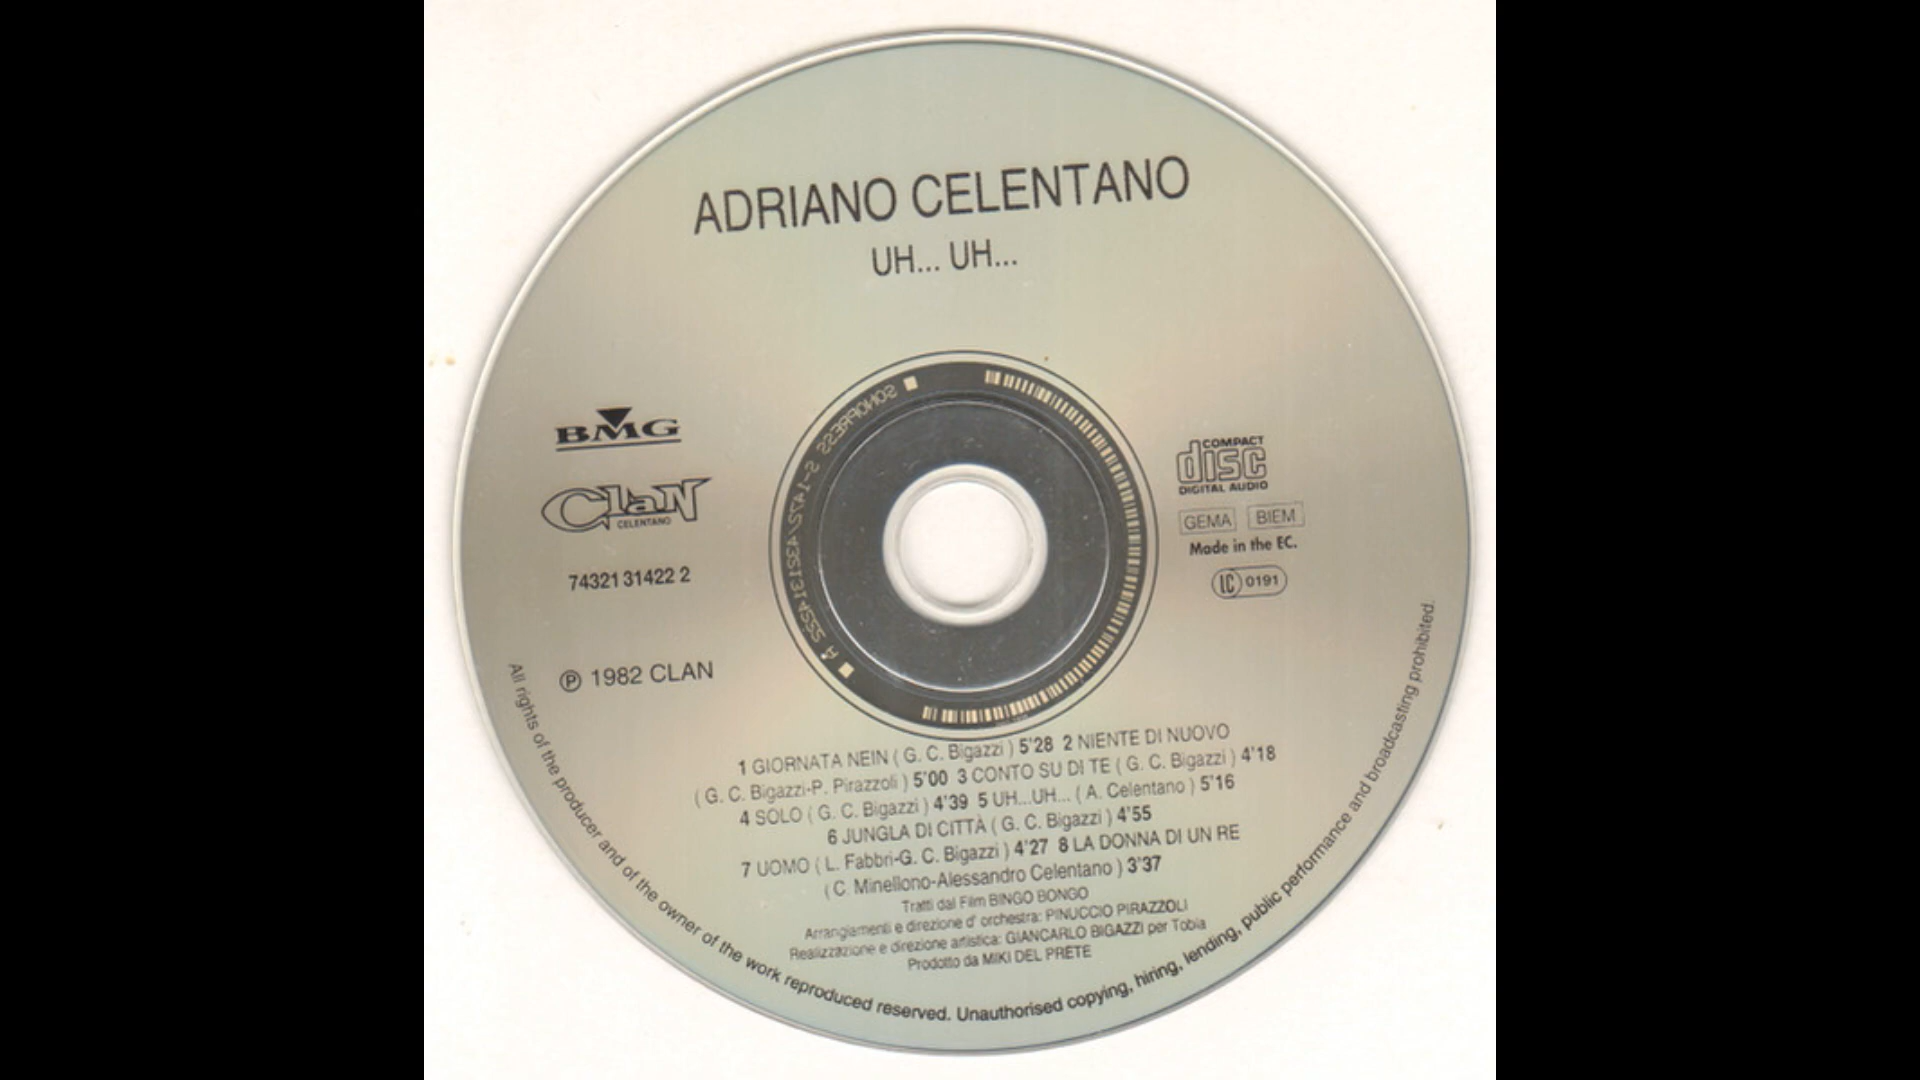 ADRIANO CELENTANO
UH... UH...
BMG
ClaN
CELENTANO
74321 31422 2
℗ 1982 CLAN
COMPACT
disc
DIGITAL AUDIO
GEMA BIEM
Made in the EC.
LC 0191
SONOPRESS S-1472/43131422 A
1 GIORNATA NEIN ( G. C. Bigazzi ) 5'28 2 NIENTE DI NUOVO
( G. C. Bigazzi-P. Pirazzoli ) 5'00 3 CONTO SU DI TE ( G. C. Bigazzi ) 4'18
4 SOLO ( G. C. Bigazzi ) 4'39 5 UH...UH... ( A. Celentano ) 5'16
6 JUNGLA DI CITTÀ ( G. C. Bigazzi ) 4'55
7 UOMO ( L. Fabbri-G. C. Bigazzi ) 4'27 8 LA DONNA DI UN RE
( C. Minellono-Alessandro Celentano ) 3'37
Tratti dal Film BINGO BONGO
Arrangiamenti e direzione d' orchestra: PINUCCIO PIRAZZOLI
Realizzazione e direzione artistica: GIANCARLO BIGAZZI per Tobia
Prodotto da MIKI DEL PRETE
All rights of the producer and of the owner of the work reproduced reserved. Unauthorised copying, hiring, lending, public performance and broadcasting prohibited.